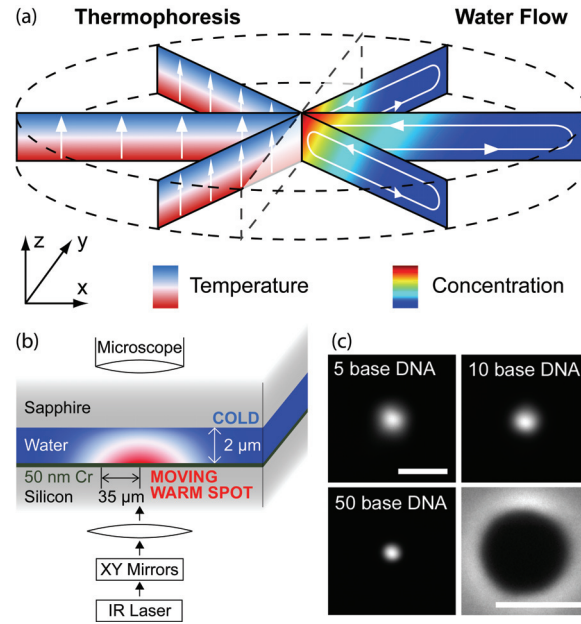 (a)
Thermophoresis
Water Flow
z
y
x
Temperature
Concentration
(b)
Microscope
Sapphire
COLD
Water
2 μm
50 nm Cr
MOVING
Silicon
35 μm
WARM SPOT
XY Mirrors
IR Laser
(c)
5 base DNA
10 base DNA
50 base DNA